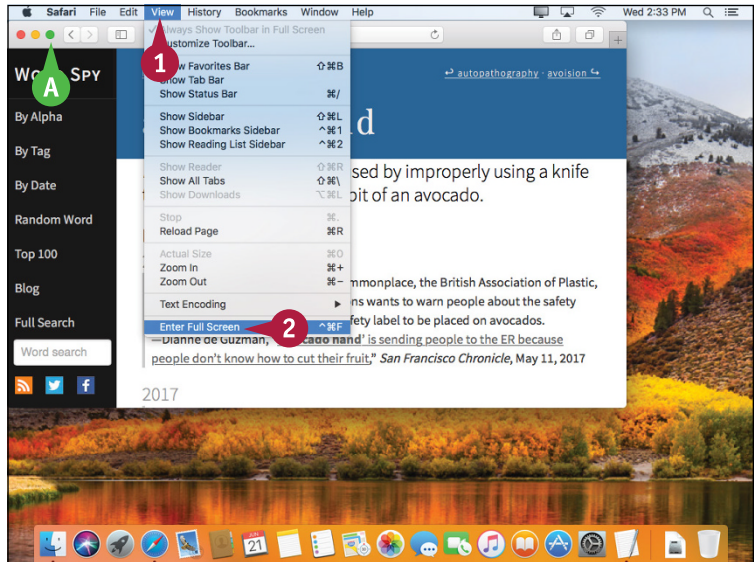 Safari File Edit View History Bookmarks Window Help Wed 2:33 PM
Always Show Toolbar in Full Screen
Customize Toolbar...
1
A
Show Favorites Bar ⇧⌘B
Show Tab Bar
Show Status Bar ⌘/
Show Sidebar ⇧⌘L
Show Bookmarks Sidebar ^⌘1
Show Reading List Sidebar ^⌘2
Show Reader ⇧⌘R
Show All Tabs ⇧⌘\
Show Downloads ⌥⌘L
Stop ⌘.
Reload Page ⌘R
Actual Size ⌘0
Zoom In ⌘+
Zoom Out ⌘−
Text Encoding ▶
Enter Full Screen ^⌘F
2
Spy
By Alpha
By Tag
By Date
Random Word
Top 100
Blog
Full Search
Word search
f
↩ autopathography · avoision ↪
d
sed by improperly using a knife
pit of an avocado.
mmonplace, the British Association of Plastic,
ns wants to warn people about the safety
fety label to be placed on avocados.
—Dianne de Guzman, “ cado hand’ is sending people to the ER because
people don’t know how to cut their fruit,” San Francisco Chronicle, May 11, 2017
2017
JUN
21